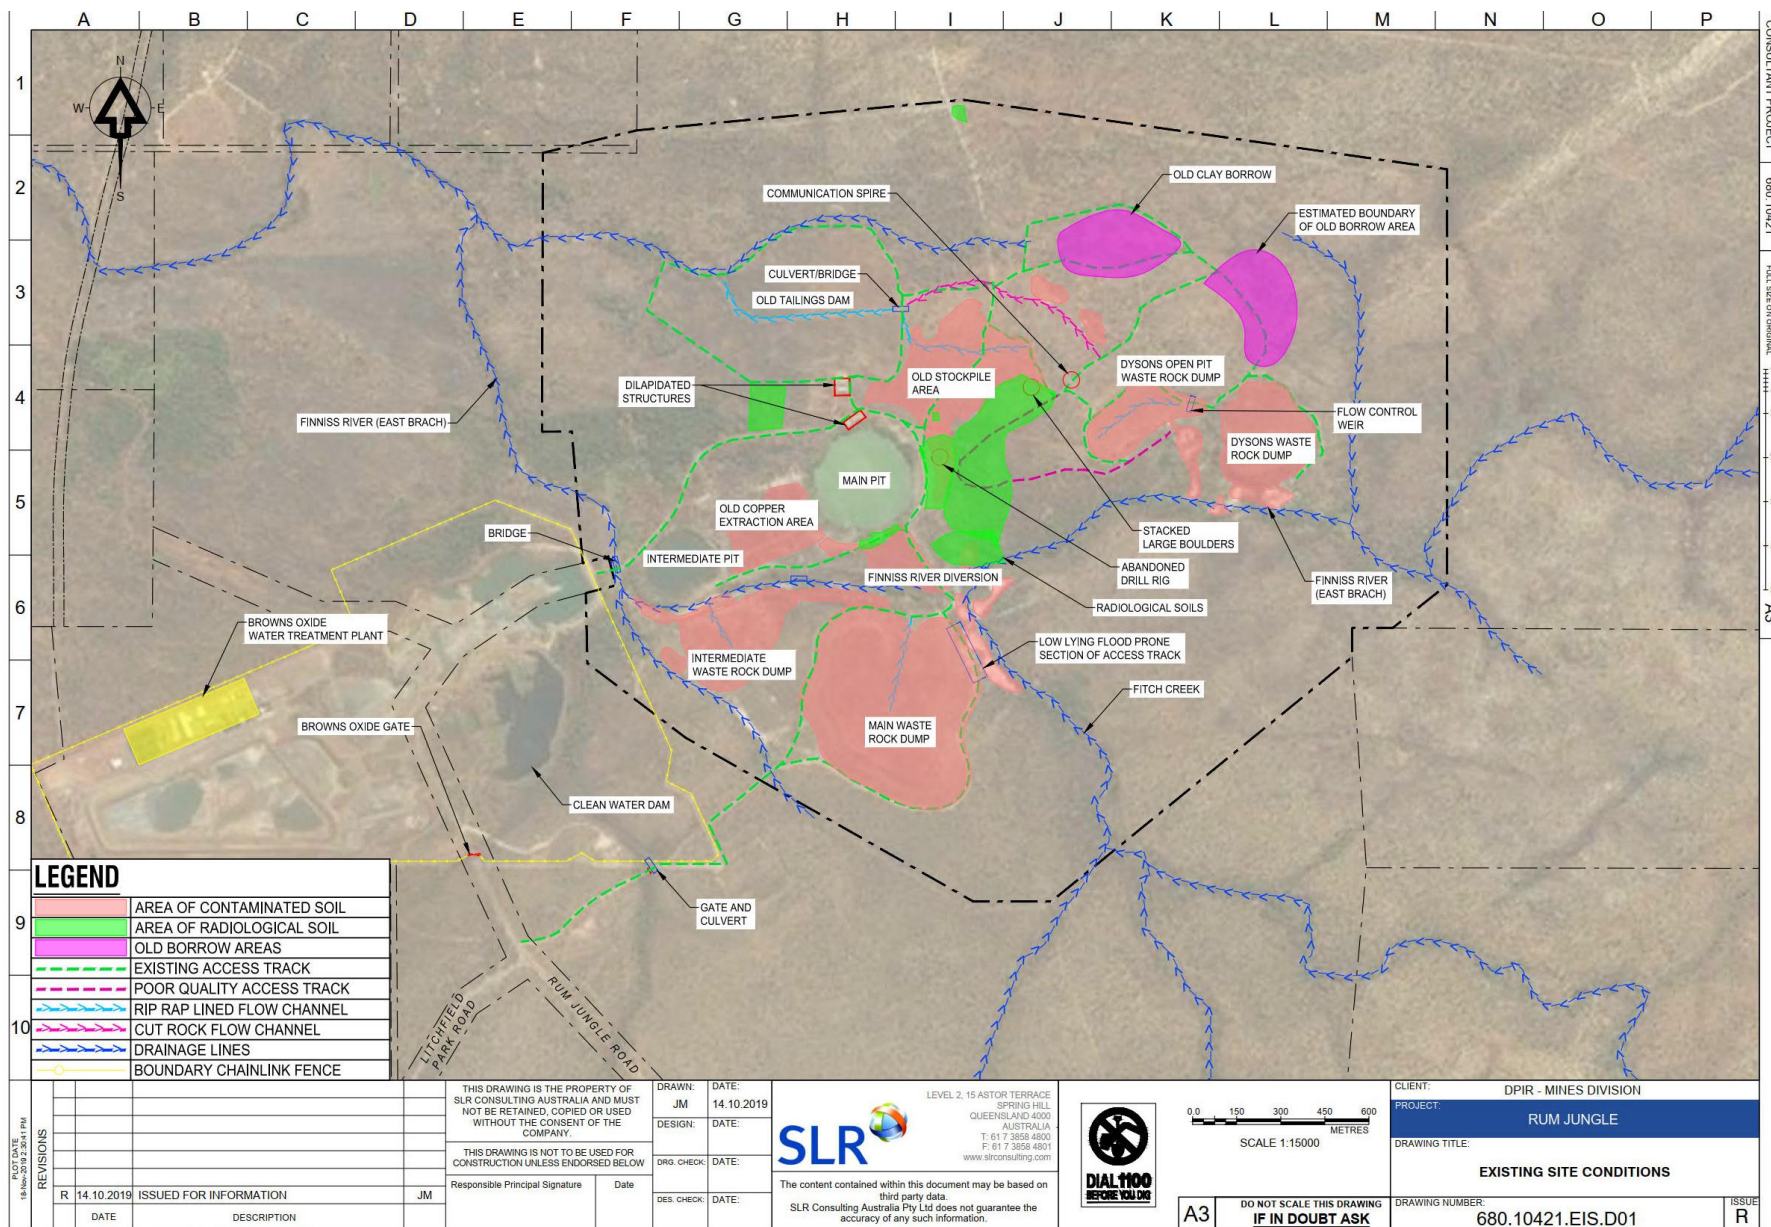 A B C D E F G H I J K L M N O P
1
2
3
4
5
6
7
8
9
10
N
W E
S
COMMUNICATION SPIRE
OLD CLAY BORROW
ESTIMATED BOUNDARY
OF OLD BORROW AREA
CULVERT/BRIDGE
OLD TAILINGS DAM
DILAPIDATED
STRUCTURES
OLD STOCKPILE
AREA
DYSONS OPEN PIT
WASTE ROCK DUMP
FLOW CONTROL
WEIR
FINNISS RIVER (EAST BRACH)
DYSONS WASTE
ROCK DUMP
MAIN PIT
OLD COPPER
EXTRACTION AREA
BRIDGE
INTERMEDIATE PIT
STACKED
LARGE BOULDERS
ABANDONED
DRILL RIG
FINNISS RIVER DIVERSION
FINNISS RIVER
(EAST BRACH)
RADIOLOGICAL SOILS
BROWNS OXIDE
WATER TREATMENT PLANT
LOW LYING FLOOD PRONE
SECTION OF ACCESS TRACK
INTERMEDIATE
WASTE ROCK DUMP
FITCH CREEK
BROWNS OXIDE GATE
MAIN WASTE
ROCK DUMP
CLEAN WATER DAM
GATE AND
CULVERT
LITCHFIELD
PARK ROAD
RUM JUNGLE ROAD
LEGEND
AREA OF CONTAMINATED SOIL
AREA OF RADIOLOGICAL SOIL
OLD BORROW AREAS
EXISTING ACCESS TRACK
POOR QUALITY ACCESS TRACK
RIP RAP LINED FLOW CHANNEL
CUT ROCK FLOW CHANNEL
DRAINAGE LINES
BOUNDARY CHAINLINK FENCE
CONSULTANT PROJECT
680.10421
A3
PLOT DATE
18-Nov-2019 2:30:41 PM
REVISIONS
R 14.10.2019 ISSUED FOR INFORMATION JM
DATE DESCRIPTION
THIS DRAWING IS THE PROPERTY OF
SLR CONSULTING AUSTRALIA AND MUST
NOT BE RETAINED, COPIED OR USED
WITHOUT THE CONSENT OF THE
COMPANY.
THIS DRAWING IS NOT TO BE USED FOR
CONSTRUCTION UNLESS ENDORSED BELOW
Responsible Principal Signature Date
DRAWN: DATE:
JM 14.10.2019
DESIGN: DATE:
DRG. CHECK: DATE:
DES. CHECK: DATE:
SLR
LEVEL 2, 15 ASTOR TERRACE
SPRING HILL
QUEENSLAND 4000
AUSTRALIA
T: 61 7 3858 4800
F: 61 7 3858 4801
www.slrconsulting.com
The content contained within this document may be based on
third party data.
SLR Consulting Australia Pty Ltd does not guarantee the
accuracy of any such information.
DIAL 1100
BEFORE YOU DIG
0.0 150 300 450 600
METRES
SCALE 1:15000
A3
DO NOT SCALE THIS DRAWING
IF IN DOUBT ASK
CLIENT:
DPIR - MINES DIVISION
PROJECT:
RUM JUNGLE
DRAWING TITLE:
EXISTING SITE CONDITIONS
DRAWING NUMBER:
680.10421.EIS.D01
ISSUE
R